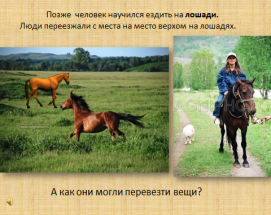 Позже человек научился ездить на лошади.
Люди переезжали с места на место верхом на лошадях.
А как они могли перевезти вещи?